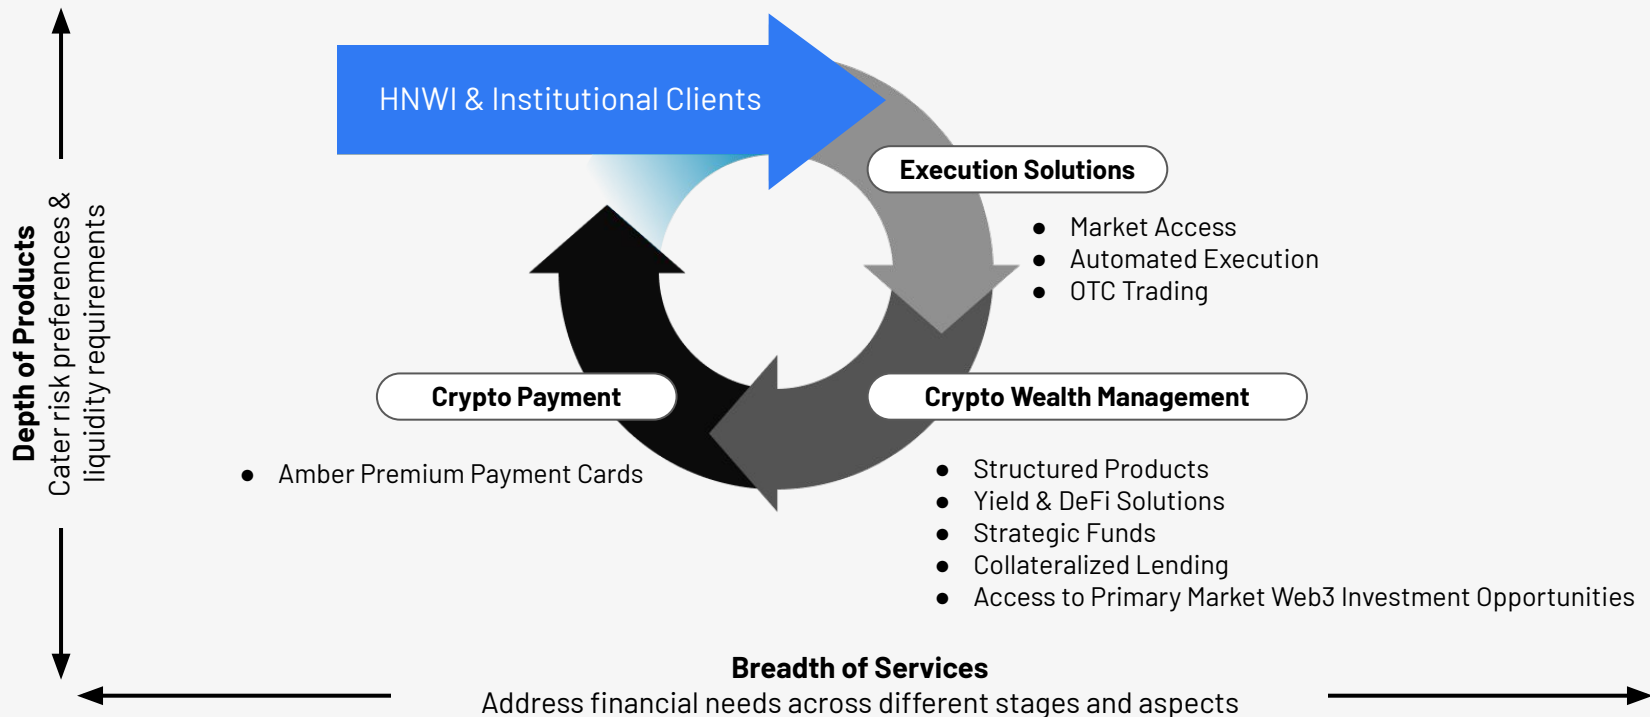 HNWI & Institutional Clients
Execution Solutions
● Market Access
● Automated Execution
● OTC Trading
Depth of Products
Cater risk preferences &
liquidity requirements
Crypto Payment
● Amber Premium Payment Cards
Crypto Wealth Management
● Structured Products
● Yield & DeFi Solutions
● Strategic Funds
● Collateralized Lending
● Access to Primary Market Web3 Investment Opportunities
Breadth of Services
Address financial needs across different stages and aspects